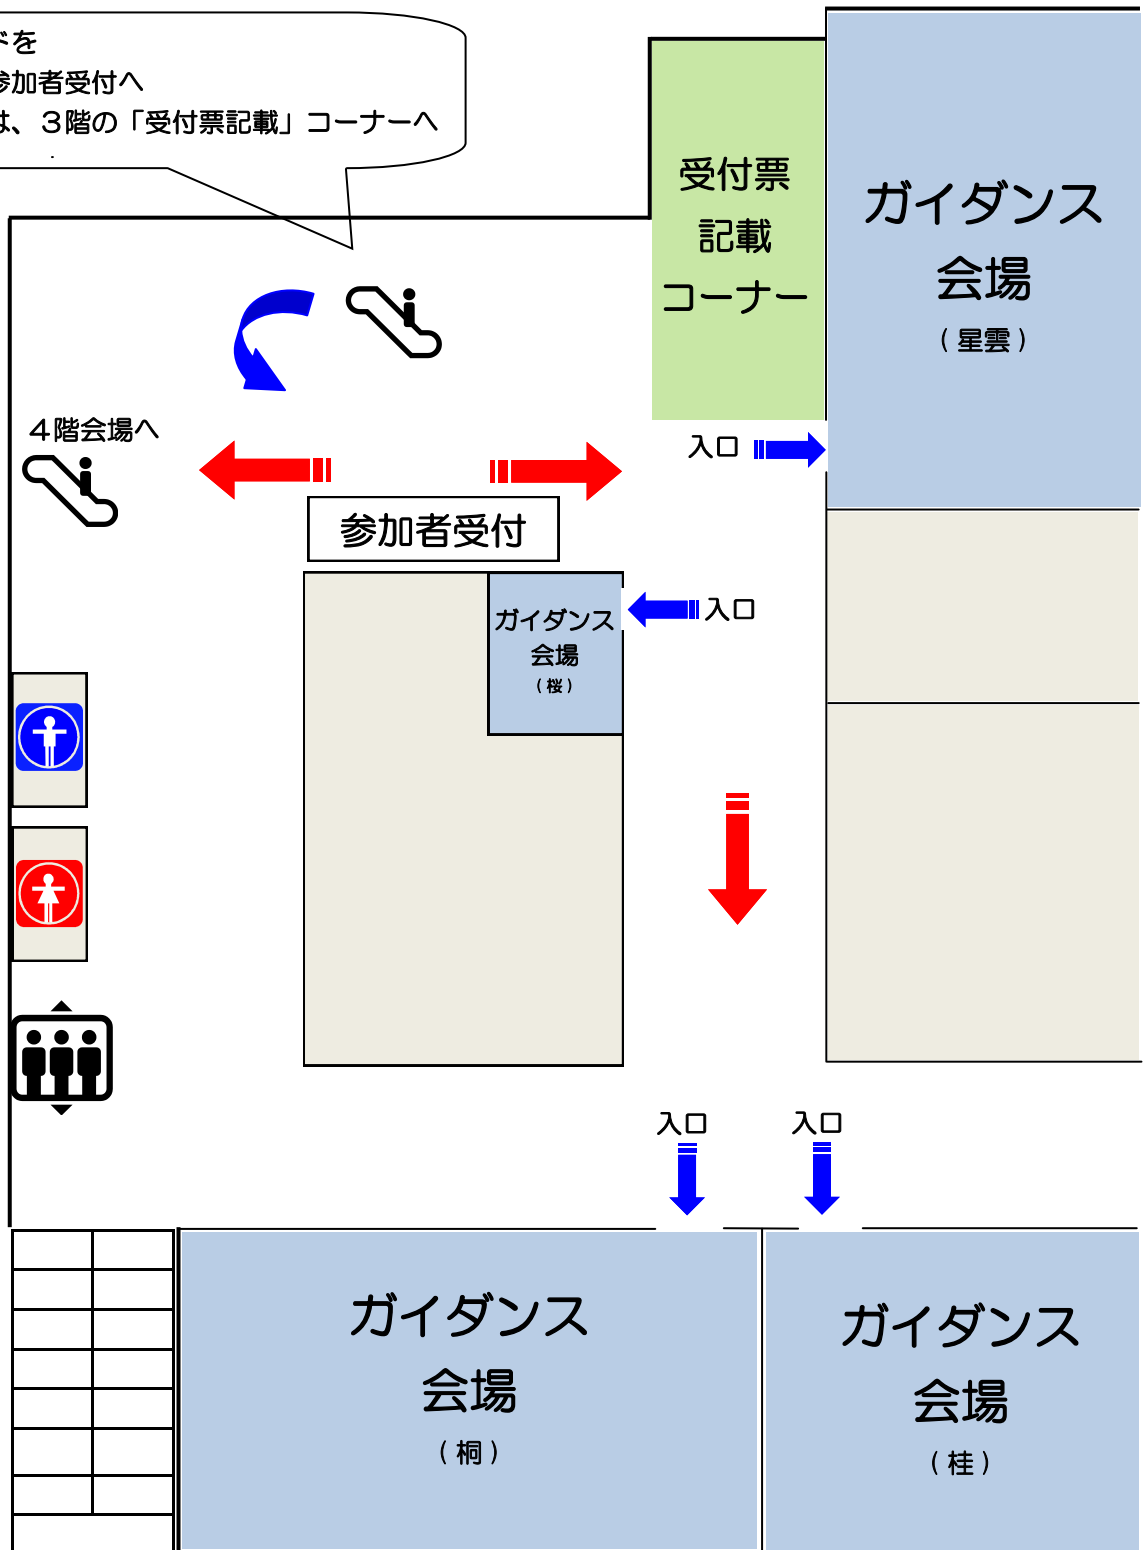 ドを
参加者受付へ
は、３階の「受付票記載」コーナーへ
受付票
記載
コーナー
ガイダンス
会場
（星雲）
４階会場へ
入口
参加者受付
ガイダンス
会場
（桜）
入口
入口
入口
ガイダンス
会場
（桐）
ガイダンス
会場
（桂）